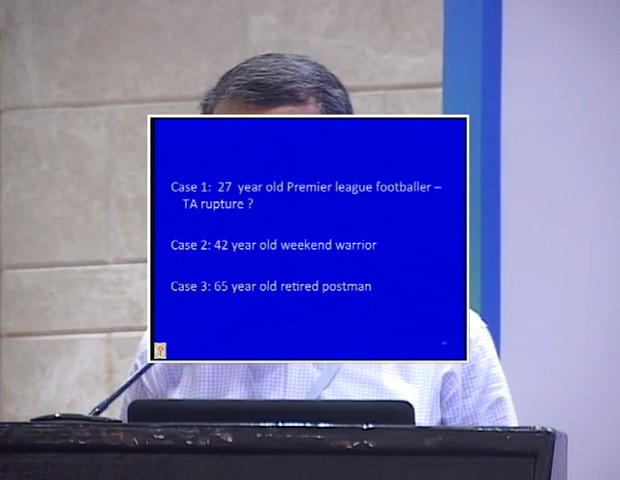 Case 1:  27  year old Premier league footballer –
TA rupture ?
Case 2: 42 year old weekend warrior
Case 3: 65 year old retired postman